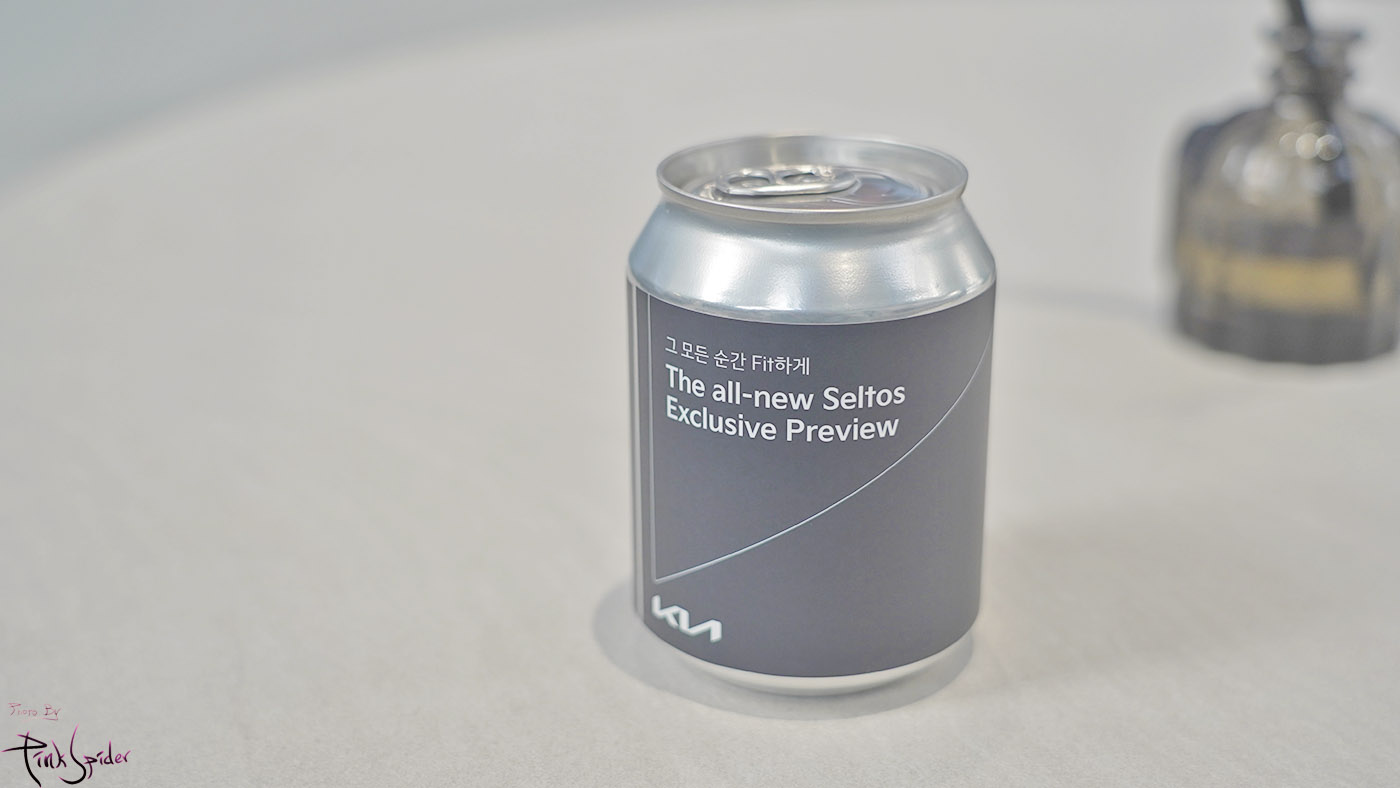 그 모든 순간 Fit하게
The all-new Seltos
Exclusive Preview
KIA
Photo By
PinkSpider